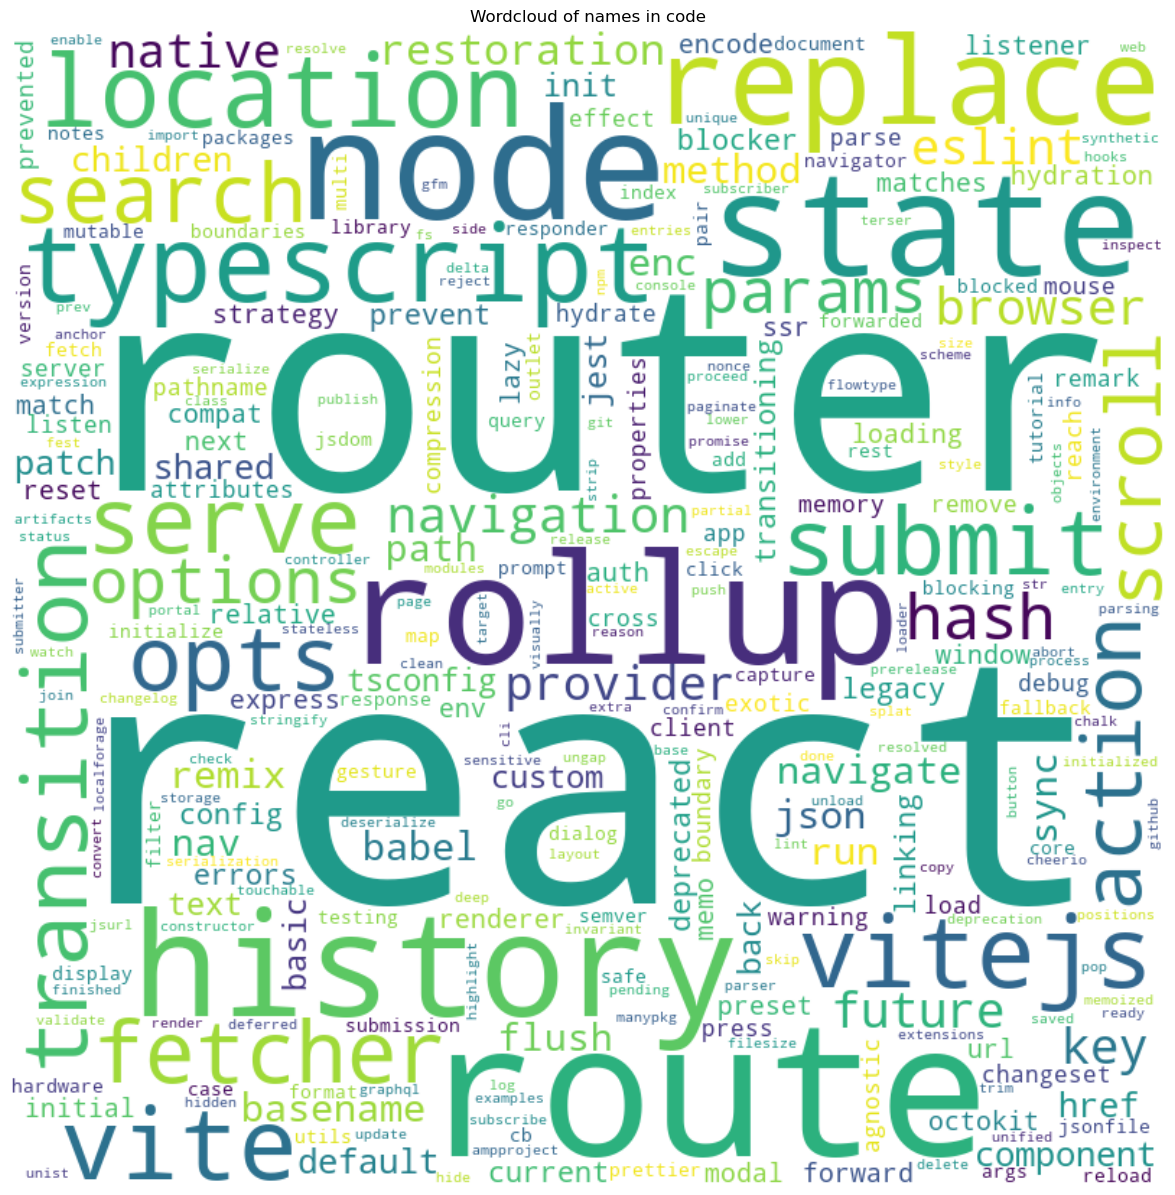 Wordcloud of names in code
enable
native
resolve
restoration
encode
document
listener
web
location
replace
prevented
init
effect
notes
import
packages
unique
blocker
parse
eslint
synthetic
children
multi
node
method
navigator
hooks
search
gfm
index
subscriber
matches
hydration
state
mutable
boundaries
library
fs
side
responder
entries
pair
terser
inspect
typescript
delta
reject
npm
enc
console
params
blocked
mouse
version
prev
strategy
prevent
hydrate
browser
anchor
ssr
forwarded
size
scheme
fetch
router
server
serialize
compression
lazy
outlet
jest
properties
nonce
proceed
transitioning
flowtype
tutorial
remark
info
scroll
expression
pathname
class
publish
match
compat
query
git
paginate
lower
reach
listen
fest
next
jsdom
promise
loading
rest
patch
shared
strip
add
style
objects
environment
reset
attributes
memory
remove
artifacts
status
serve
navigation
partial
app
submit
controller
path
release
escape
transition
options
modules
prompt
auth
active
click
push
blocking
str
entry
submitter
portal
relative
page
rollup
target
visually
cross
reason
loader
hash
parsing
initialize
stateless
map
watch
opts
clean
window
abort
process
action
join
changelog
tsconfig
provider
capture
prerelease
legacy
debug
express
response
env
extra
confirm
exotic
splat
fallback
chalk
stringify
cli
client
localforage
react
check
sensitive
ungap
base
done
resolved
initialized
remix
gesture
custom
navigate
button
async
convert
storage
config
go
deprecated
memo
boundary
json
unload
github
filter
deserialize
nav
babel
dialog
layout
lint
run
linking
core
cheerio
serialization
errors
touchable
copy
deep
text
basic
testing
renderer
semver
back
warning
load
deprecation
positions
jsurl
constructor
invariant
history
vitejs
display
finished
highlight
safe
pending
parser
skip
pop
preset
future
memoized
ready
validate
render
deferred
submission
manypkg
press
saved
fetcher
flush
filesize
extensions
key
route
agnostic
url
hardware
case
hidden
format
graphql
log
examples
changeset
trim
initial
basename
subscribe
octokit
href
jsonfile
vite
utils
update
cb
ampproject
unified
unist
default
hide
current
prettier
modal
forward
delete
component
args
reload